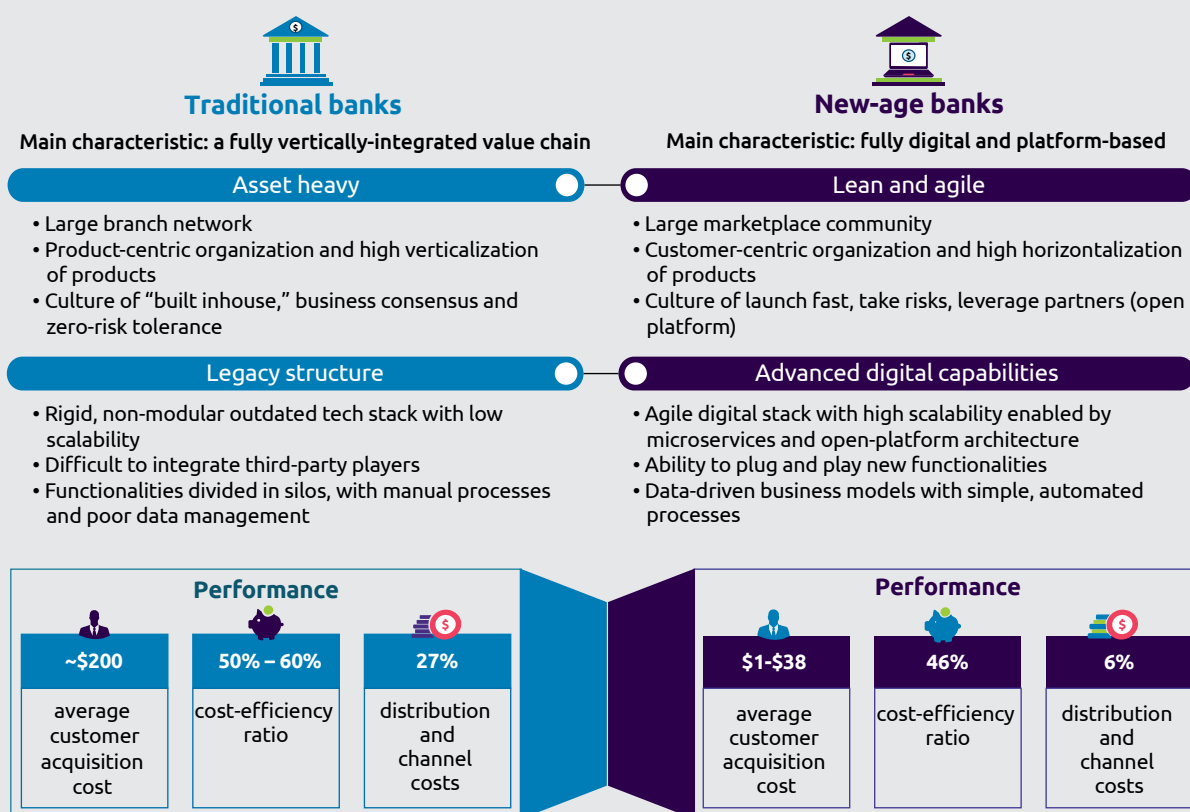 $
Traditional banks
Main characteristic: a fully vertically-integrated value chain
Asset heavy
• Large branch network
• Product-centric organization and high verticalization
of products
• Culture of “built inhouse,” business consensus and
zero-risk tolerance
Legacy structure
• Rigid, non-modular outdated tech stack with low
scalability
• Difficult to integrate third-party players
• Functionalities divided in silos, with manual processes
and poor data management
Performance
$
~$200
50% – 60%
27%
average
customer
acquisition
cost
cost-efficiency
ratio
distribution
and
channel
costs
$
New-age banks
Main characteristic: fully digital and platform-based
Lean and agile
• Large marketplace community
• Customer-centric organization and high horizontalization
of products
• Culture of launch fast, take risks, leverage partners (open
platform)
Advanced digital capabilities
• Agile digital stack with high scalability enabled by
microservices and open-platform architecture
• Ability to plug and play new functionalities
• Data-driven business models with simple, automated
processes
Performance
$
$1-$38
46%
6%
average
customer
acquisition
cost
cost-efficiency
ratio
distribution
and
channel
costs